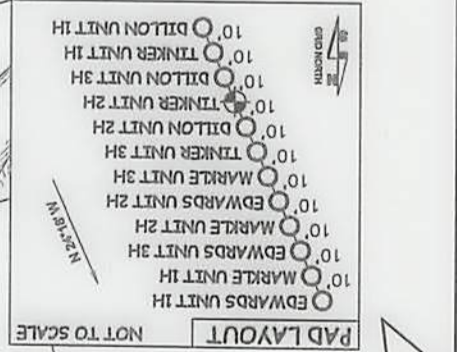 PAD LAYOUT NOT TO SCALE
EDWARDS UNIT 1H
10'
MARKLE UNIT 1H
10'
EDWARDS UNIT 3H
10'
MARKLE UNIT 2H
10'
EDWARDS UNIT 2H
10'
MARKLE UNIT 3H
10'
TINKER UNIT 3H
10'
DILLON UNIT 2H
10'
TINKER UNIT 2H
10'
DILLON UNIT 3H
10'
TINKER UNIT 1H
10'
DILLON UNIT 1H
N W
GRID NORTH